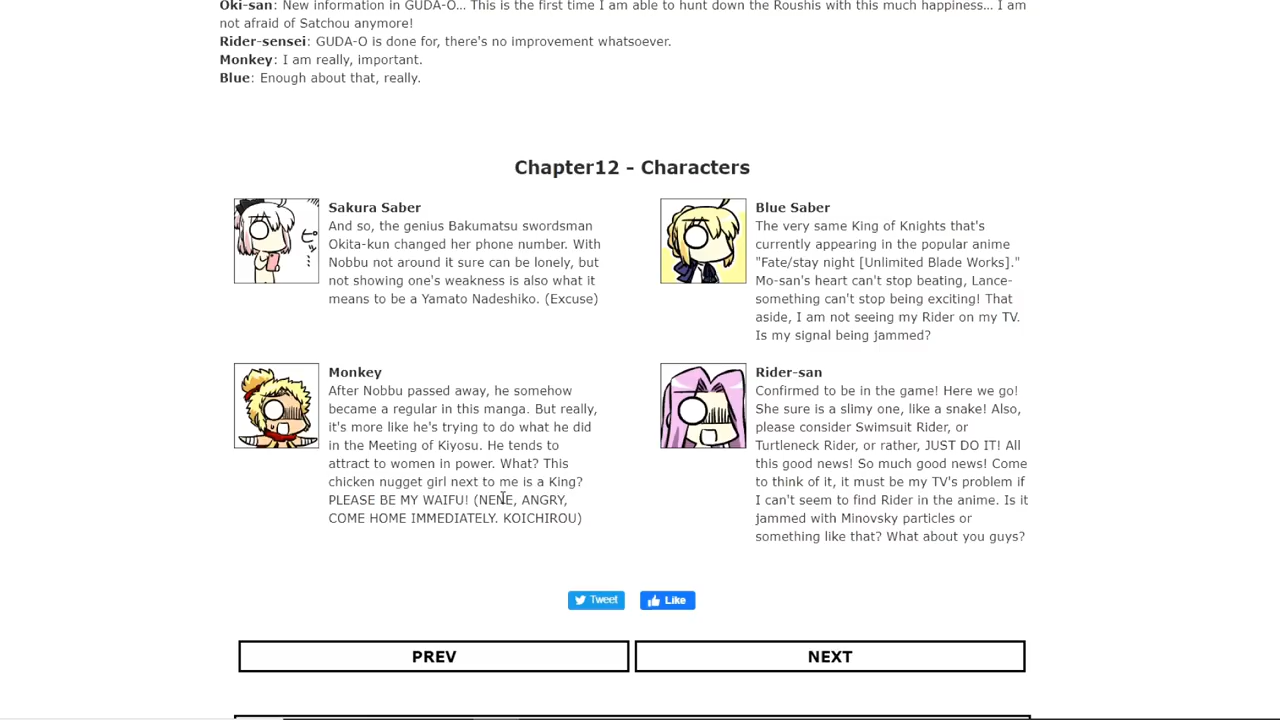 Oki-san: New information in GUDA-O... This is the first time I am able to hunt down the Roushis with this much happiness... I am
not afraid of Satchou anymore!
Rider-sensei: GUDA-O is done for, there's no improvement whatsoever.
Monkey: I am really, important.
Blue: Enough about that, really.
Chapter12 - Characters
Sakura Saber
And so, the genius Bakumatsu swordsman
Okita-kun changed her phone number. With
Nobbu not around it sure can be lonely, but
not showing one's weakness is also what it
means to be a Yamato Nadeshiko. (Excuse)
Blue Saber
The very same King of Knights that's
currently appearing in the popular anime
"Fate/stay night [Unlimited Blade Works]."
Mo-san's heart can't stop beating, Lance-
something can't stop being exciting! That
aside, I am not seeing my Rider on my TV.
Is my signal being jammed?
Monkey
After Nobbu passed away, he somehow
became a regular in this manga. But really,
it's more like he's trying to do what he did
in the Meeting of Kiyosu. He tends to
attract to women in power. What? This
chicken nugget girl next to me is a King?
PLEASE BE MY WAIFU! (NENE, ANGRY,
COME HOME IMMEDIATELY. KOICHIROU)
Rider-san
Confirmed to be in the game! Here we go!
She sure is a slimy one, like a snake! Also,
please consider Swimsuit Rider, or
Turtleneck Rider, or rather, JUST DO IT! All
this good news! So much good news! Come
to think of it, it must be my TV's problem if
I can't seem to find Rider in the anime. Is it
jammed with Minovsky particles or
something like that? What about you guys?
Tweet
Like
PREV
NEXT